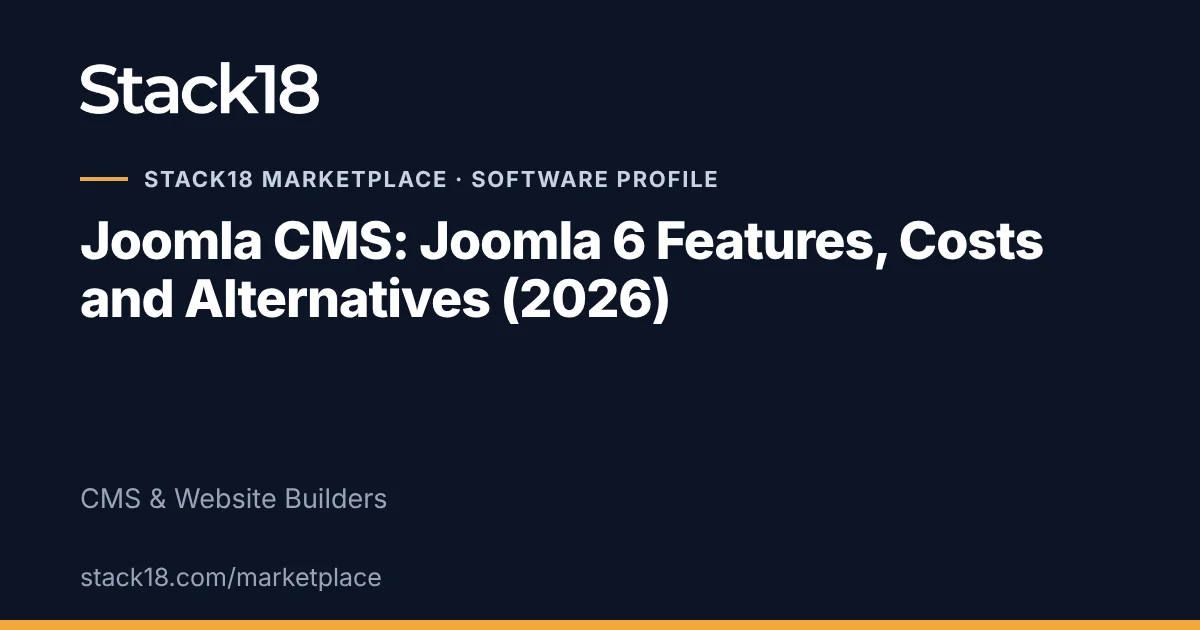 Stack18
STACK18 MARKETPLACE · SOFTWARE PROFILE
Joomla CMS: Joomla 6 Features, Costs
and Alternatives (2026)
CMS & Website Builders
stack18.com/marketplace